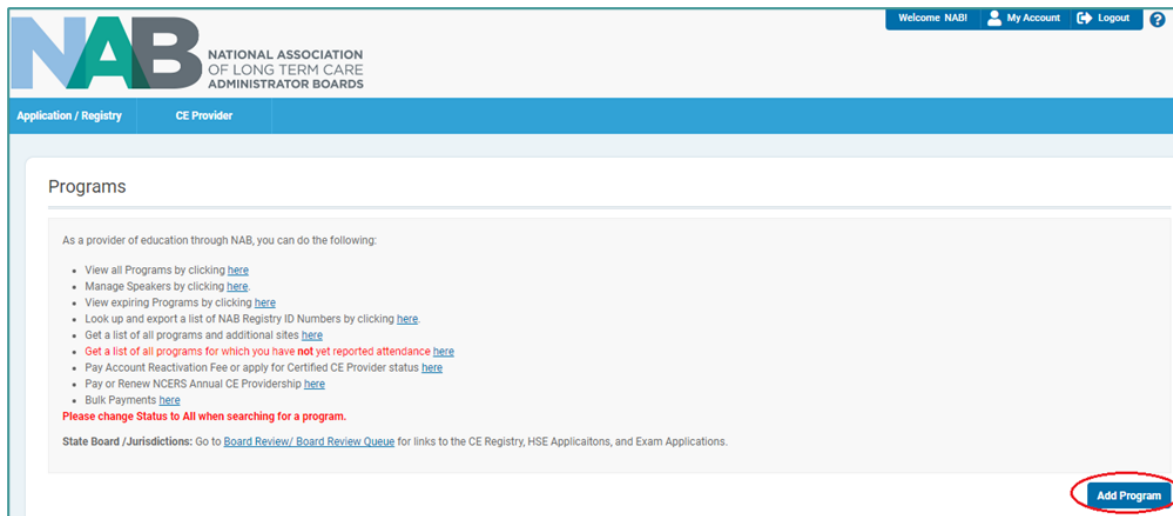 Welcome NAB! My Account Logout ?
NAB
NATIONAL ASSOCIATION
OF LONG TERM CARE
ADMINISTRATOR BOARDS
Application / Registry CE Provider
Programs
As a provider of education through NAB, you can do the following:
View all Programs by clicking here
Manage Speakers by clicking here.
View expiring Programs by clicking here
Look up and export a list of NAB Registry ID Numbers by clicking here.
Get a list of all programs and additional sites here
Get a list of all programs for which you have not yet reported attendance here
Pay Account Reactivation Fee or apply for Certified CE Provider status here
Pay or Renew NCERS Annual CE Providership here
Bulk Payments here
Please change Status to All when searching for a program.
State Board /Jurisdictions: Go to Board Review/ Board Review Queue for links to the CE Registry, HSE Applicaitons, and Exam Applications.
Add Program